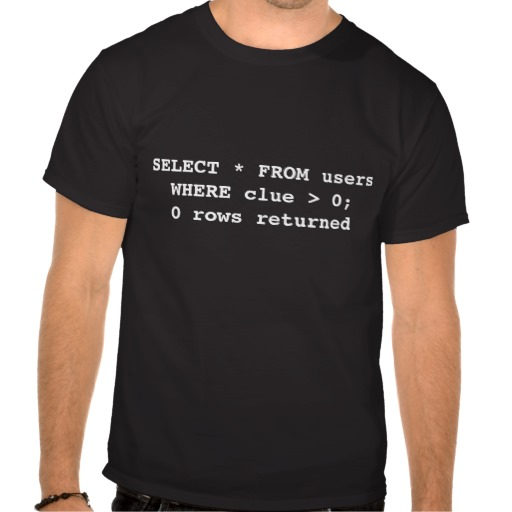 SELECT * FROM users
WHERE clue > 0;
0 rows returned